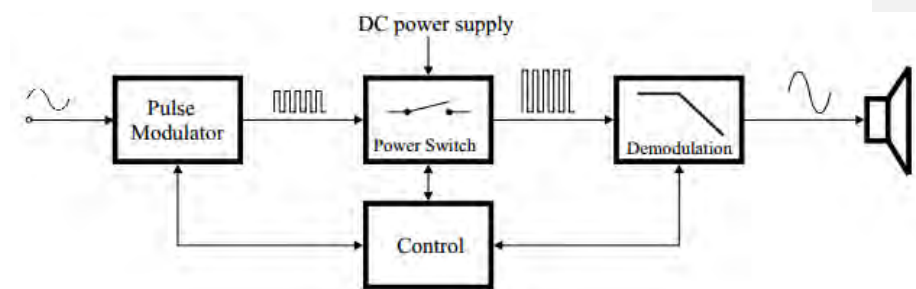 DC power supply
Pulse
Modulator
Power Switch
Demodulation
Control